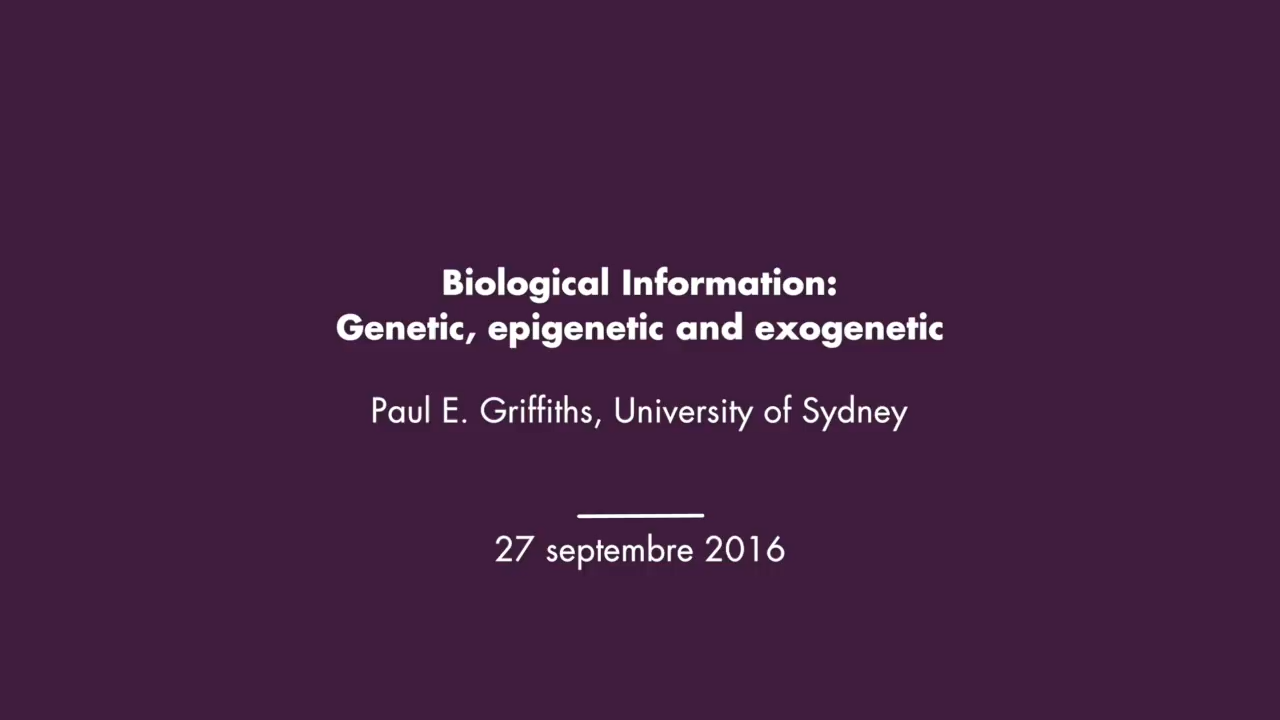 Biological Information:
Genetic, epigenetic and exogenetic
Paul E. Griffiths, University of Sydney
27 septembre 2016